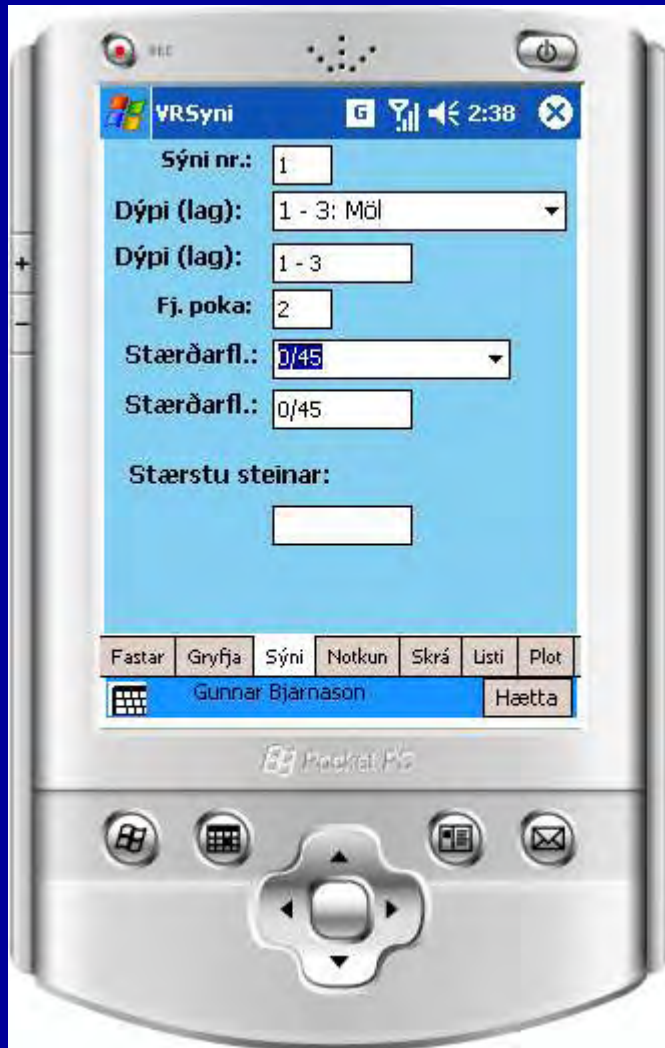 REC
VRSyni G 2:38
Sýni nr.: 1
Dýpi (lag): 1 - 3: Möl
Dýpi (lag): 1 - 3
Fj. poka: 2
Stærðarfl.: 0/45
Stærðarfl.: 0/45
Stærstu steinar:
Fastar Gryfja Sýni Notkun Skrá Listi Plot
Gunnar Bjarnason Hætta
Pocket PC